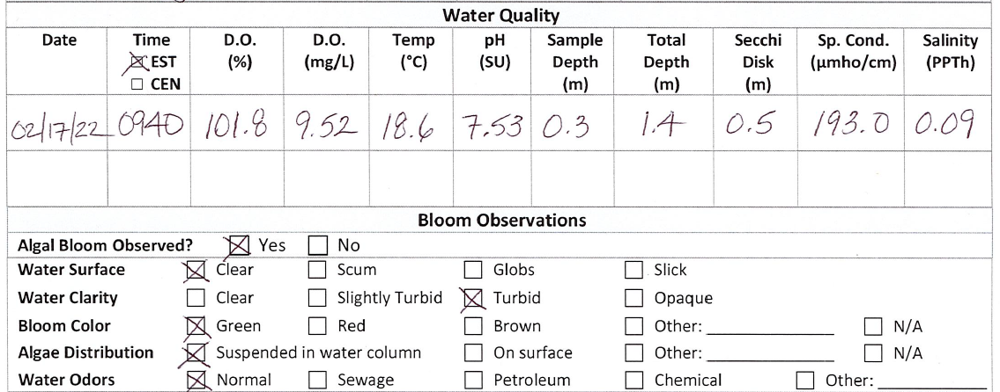 Water Quality
Date Time D.O. D.O. Temp pH Sample Total Secchi Sp. Cond. Salinity
☒ EST (%) (mg/L) (°C) (SU) Depth Depth Disk (µmho/cm) (PPTh)
☐ CEN (m) (m) (m)
02/17/22 0940 101.8 9.52 18.6 7.53 0.3 1.4 0.5 193.0 0.09
Bloom Observations
Algal Bloom Observed? ☒ Yes ☐ No
Water Surface ☒ Clear ☐ Scum ☐ Globs ☐ Slick
Water Clarity ☐ Clear ☐ Slightly Turbid ☒ Turbid ☐ Opaque
Bloom Color ☒ Green ☐ Red ☐ Brown ☐ Other: ____________ ☐ N/A
Algae Distribution ☒ Suspended in water column ☐ On surface ☐ Other: ____________ ☐ N/A
Water Odors ☒ Normal ☐ Sewage ☐ Petroleum ☐ Chemical ☐ Other: ____________